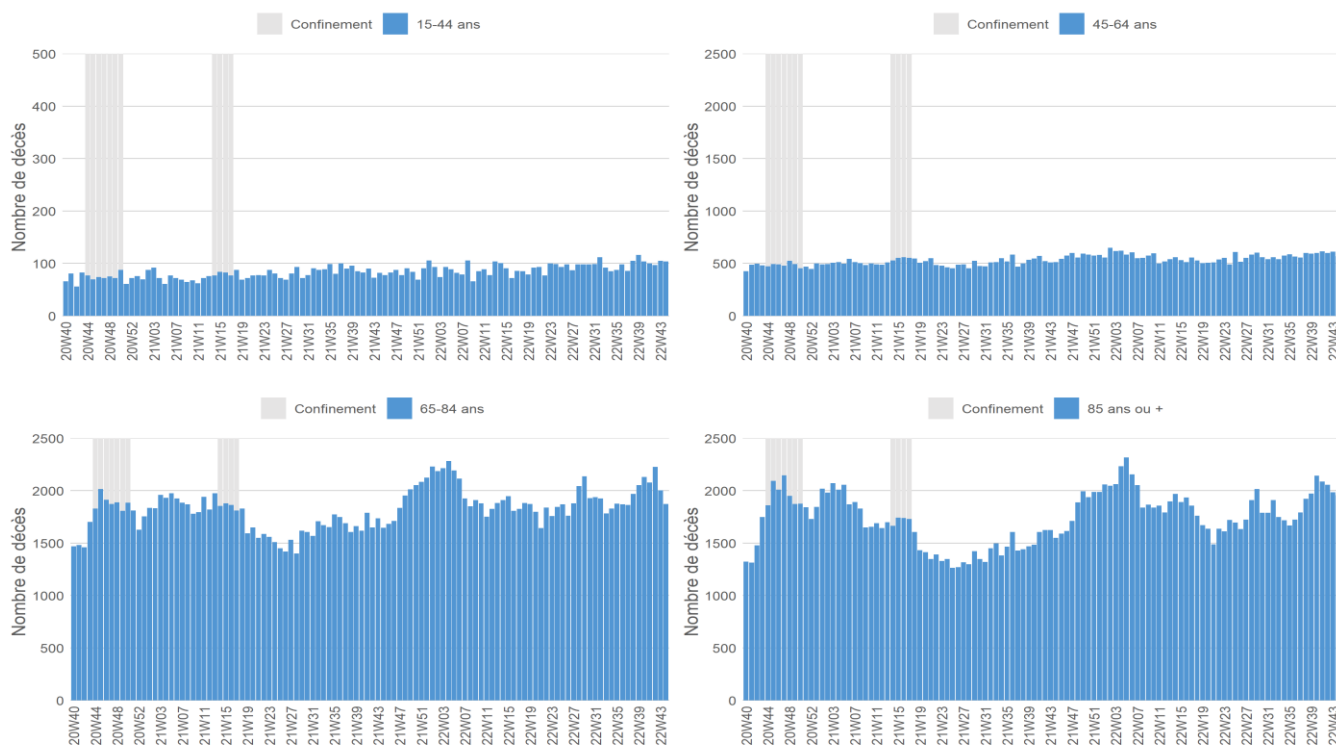 Confinement 15-44 ans
500
400
300
200
100
0
Nombre de décès
20W40 20W44 20W48 20W52 21W03 21W07 21W11 21W15 21W19 21W23 21W27 21W31 21W35 21W39 21W43 21W47 21W51 22W03 22W07 22W11 22W15 22W19 22W23 22W27 22W31 22W35 22W39 22W43
Confinement 45-64 ans
2500
2000
1500
1000
500
0
Nombre de décès
20W40 20W44 20W48 20W52 21W03 21W07 21W11 21W15 21W19 21W23 21W27 21W31 21W35 21W39 21W43 21W47 21W51 22W03 22W07 22W11 22W15 22W19 22W23 22W27 22W31 22W35 22W39 22W43
Confinement 65-84 ans
2500
2000
1500
1000
500
0
Nombre de décès
20W40 20W44 20W48 20W52 21W03 21W07 21W11 21W15 21W19 21W23 21W27 21W31 21W35 21W39 21W43 21W47 21W51 22W03 22W07 22W11 22W15 22W19 22W23 22W27 22W31 22W35 22W39 22W43
Confinement 85 ans ou +
2500
2000
1500
1000
500
0
Nombre de décès
20W40 20W44 20W48 20W52 21W03 21W07 21W11 21W15 21W19 21W23 21W27 21W31 21W35 21W39 21W43 21W47 21W51 22W03 22W07 22W11 22W15 22W19 22W23 22W27 22W31 22W35 22W39 22W43